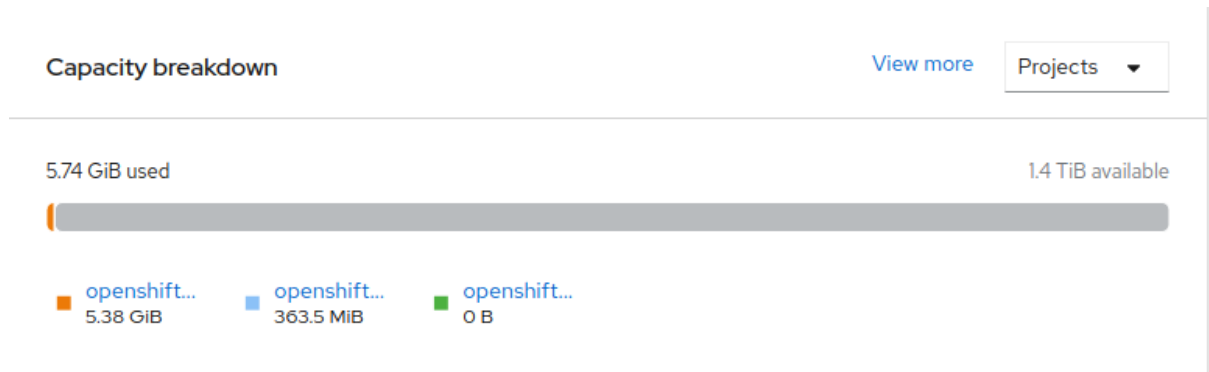 Capacity breakdown
View more
Projects
5.74 GiB used
1.4 TiB available
openshift...
5.38 GiB
openshift...
363.5 MiB
openshift...
0 B